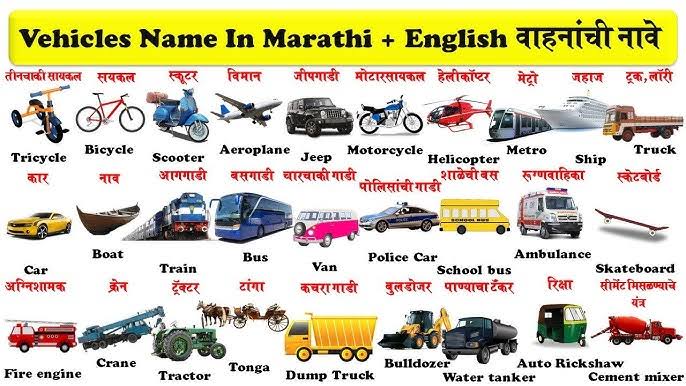 Vehicles Name In Marathi + English वाहनांची नावे
तीनचाकी सायकल
Tricycle
सायकल
Bicycle
स्कूटर
Scooter
विमान
Aeroplane
जीपगाडी
Jeep
मोटारसायकल
Motorcycle
हेलीकॉप्टर
Helicopter
मेट्रो
Metro
जहाज
Ship
ट्रक,लॉरी
Truck
कार
Car
नाव
Boat
आगगाडी
Train
बसगाडी
Bus
चारचाकी गाडी
Van
पोलिसांची गाडी
Police Car
शाळेची बस
School bus
SCHOOL BUS
रुग्णवाहिका
AMBULANCE
Ambulance
स्केटबोर्ड
Skateboard
अग्निशामक
Fire engine
क्रेन
Crane
ट्रॅक्टर
Tractor
टांगा
Tonga
कचरा गाडी
Dump Truck
बुलडोजर
Bulldozer
पाण्याचा टँकर
Water tanker
रिक्षा
Auto Rickshaw
सीमेंट मिसळण्याचे
यंत्र
Cement mixer